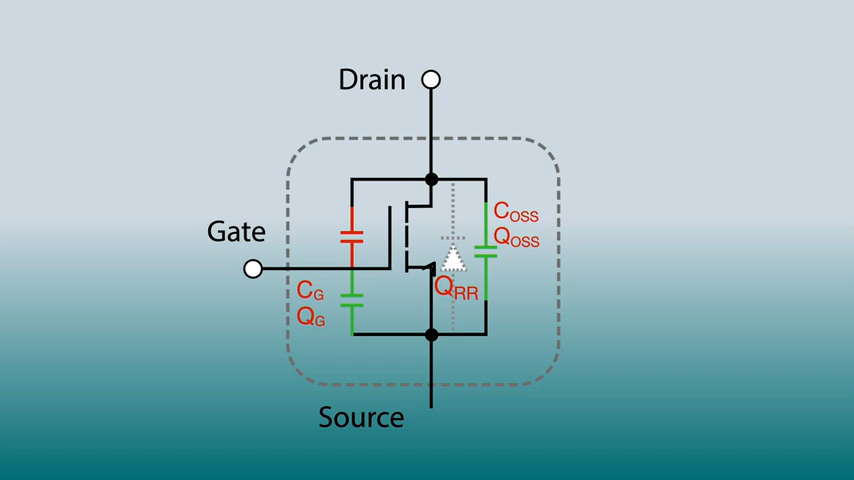 Drain
Gate
COSS
QOSS
CG
QG
QRR
Source